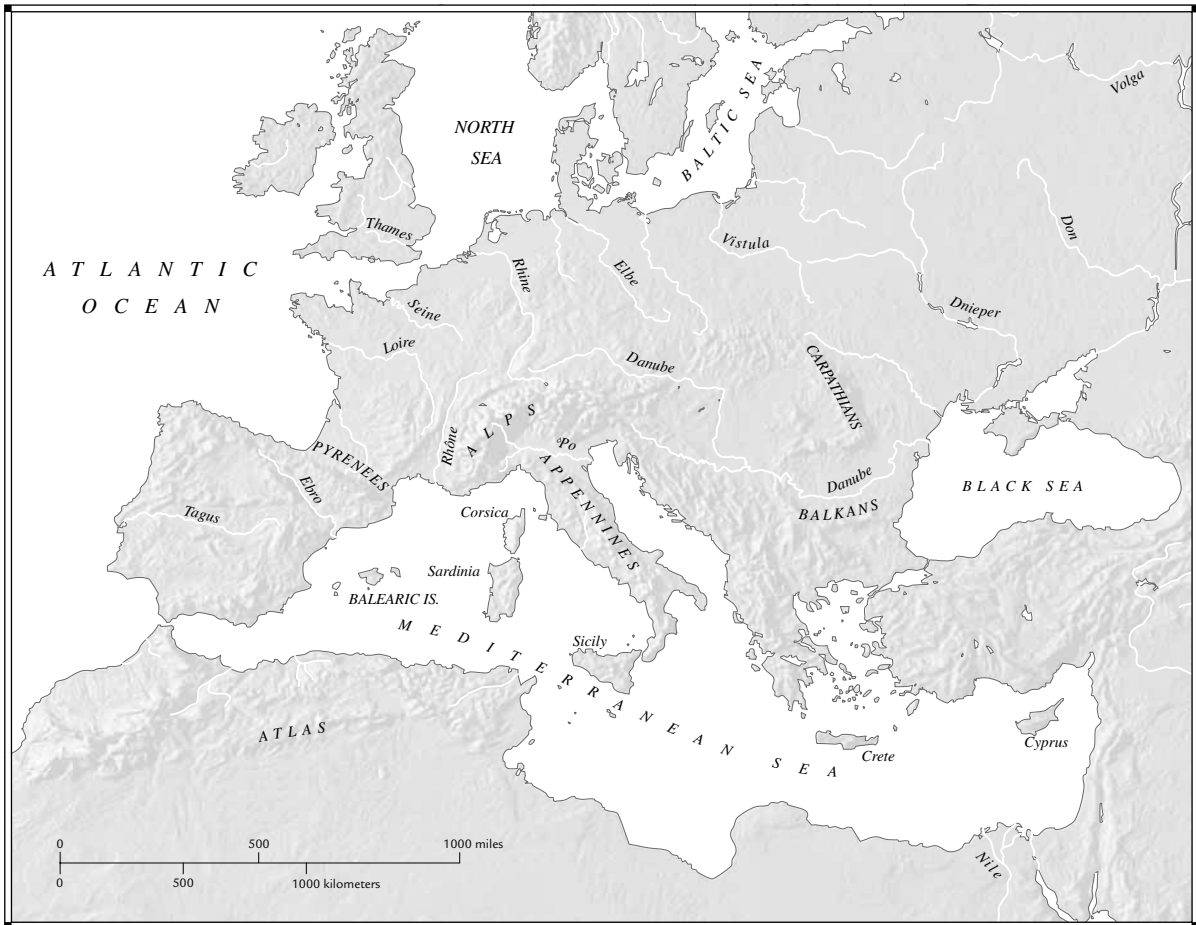 Volga
NORTH
SEA
BALTIC SEA
Thames
Vistula
Don
ATLANTIC
OCEAN
Rhine
Elbe
Seine
Dnieper
Loire
Danube
CARPATHIANS
ALPS
Rhône
Po
PYRENEES
APPENNINES
Ebro
Danube
BLACK SEA
Tagus
Corsica
BALKANS
Sardinia
BALEARIC IS.
MEDITERRANEAN SEA
Sicily
ATLAS
Crete
Cyprus
0 500 1000 miles
0 500 1000 kilometers
Nile